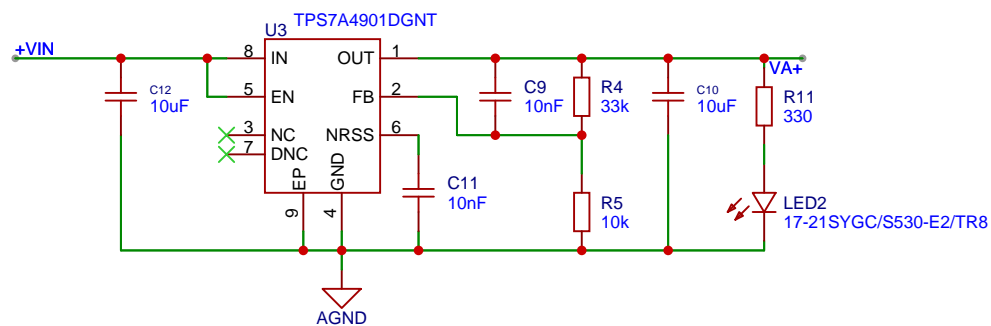 TPS7A4901DGNT
U3
+VIN
8
IN
OUT
1
VA+
5
EN
FB
2
C12
10uF
C9
10nF
R4
33k
C10
10uF
R11
330
3
NC
NRSS
6
7
DNC
EP
GND
9
4
C11
10nF
R5
10k
LED2
17-21SYGC/S530-E2/TR8
AGND